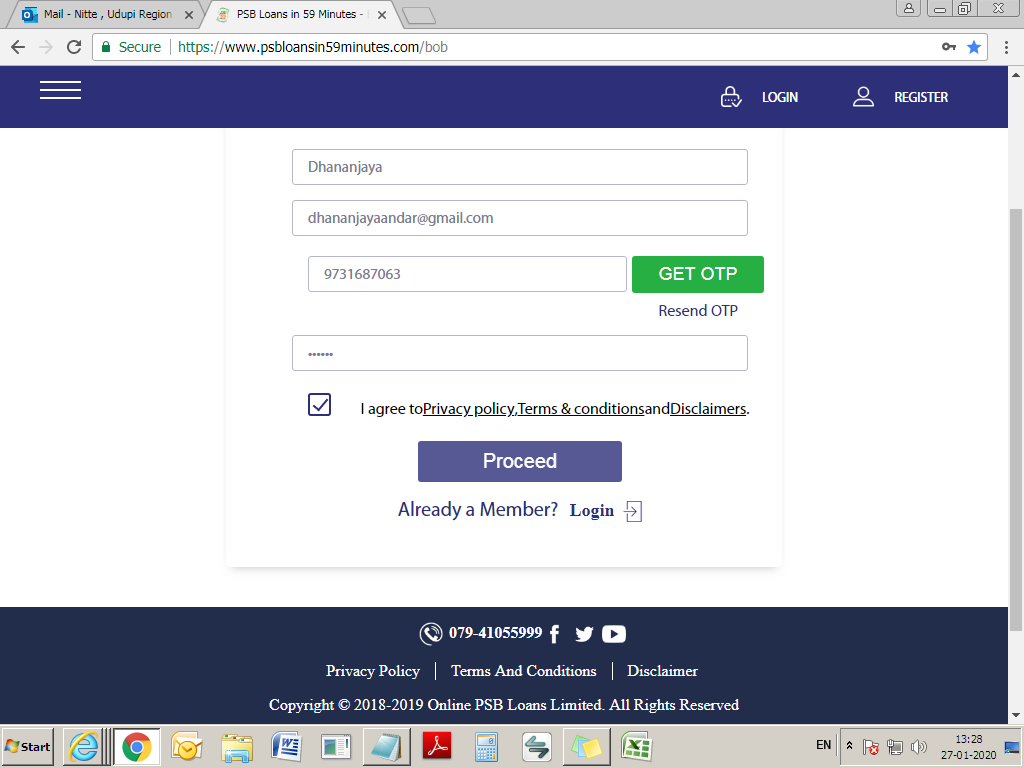 Mail - Nitte , Udupi Region
PSB Loans in 59 Minutes -
Secure
https://www.psbloansin59minutes.com/bob
LOGIN
REGISTER
Dhananjaya
dhananjayaandar@gmail.com
9731687063
GET OTP
Resend OTP
••••••
I agree toPrivacy policy,Terms & conditionsandDisclaimers.
Proceed
Already a Member? Login
079-41055999
Privacy Policy
Terms And Conditions
Disclaimer
Copyright © 2018-2019 Online PSB Loans Limited. All Rights Reserved
Start
EN
13:28
27-01-2020